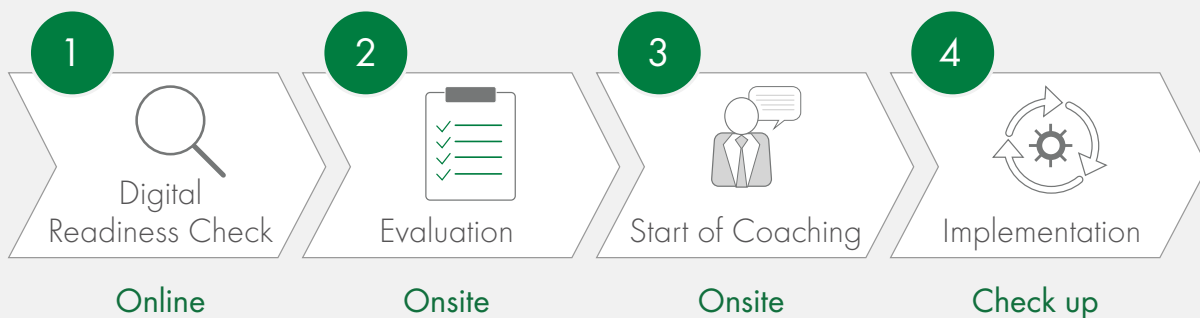 1
Digital
Readiness Check
Online
2
Evaluation
Onsite
3
Start of Coaching
Onsite
4
Implementation
Check up